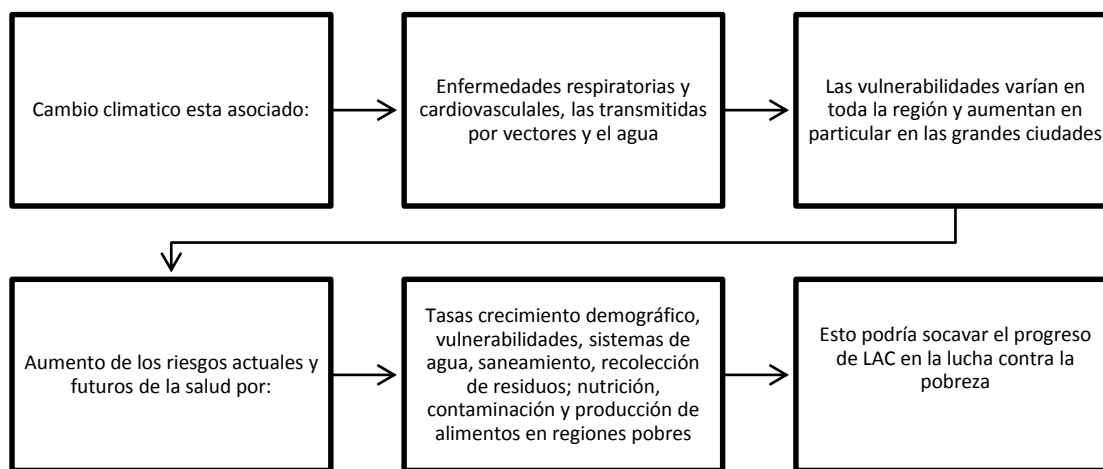 Cambio climatico esta asociado:
Enfermedades respiratorias y
cardiovasculales, las transmitidas
por vectores y el agua
Las vulnerabilidades varían en
toda la región y aumentan en
particular en las grandes ciudades
Aumento de los riesgos actuales y
futuros de la salud por:
Tasas crecimiento demográfico,
vulnerabilidades, sistemas de
agua, saneamiento, recolección
de residuos; nutrición,
contaminación y producción de
alimentos en regiones pobres
Esto podría socavar el progreso
de LAC en la lucha contra la
pobreza